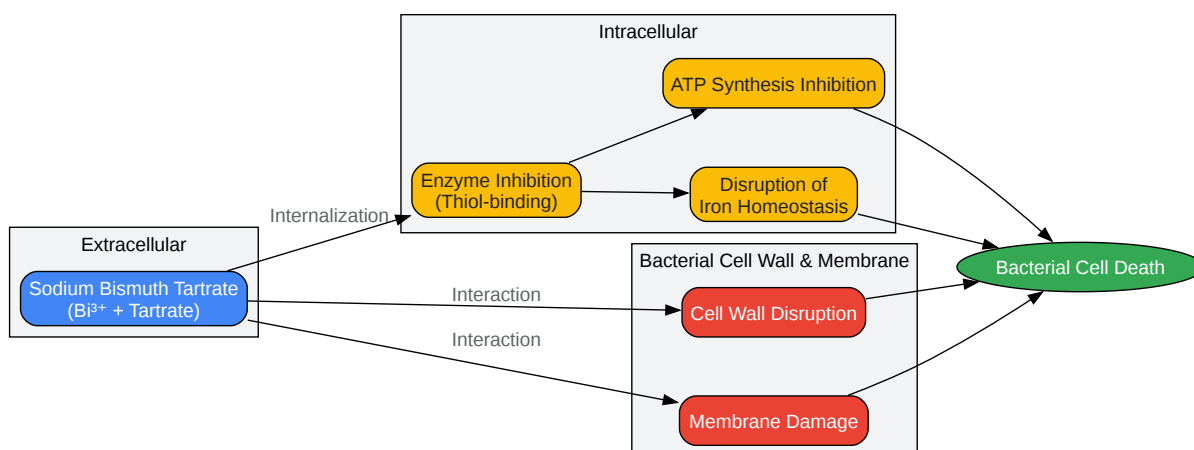 Intracellular
ATP Synthesis Inhibition
Enzyme Inhibition
(Thiol-binding)
Disruption of
Iron Homeostasis
Internalization
Extracellular
Sodium Bismuth Tartrate
(Bi³⁺ + Tartrate)
Bacterial Cell Wall & Membrane
Interaction
Cell Wall Disruption
Interaction
Membrane Damage
Bacterial Cell Death